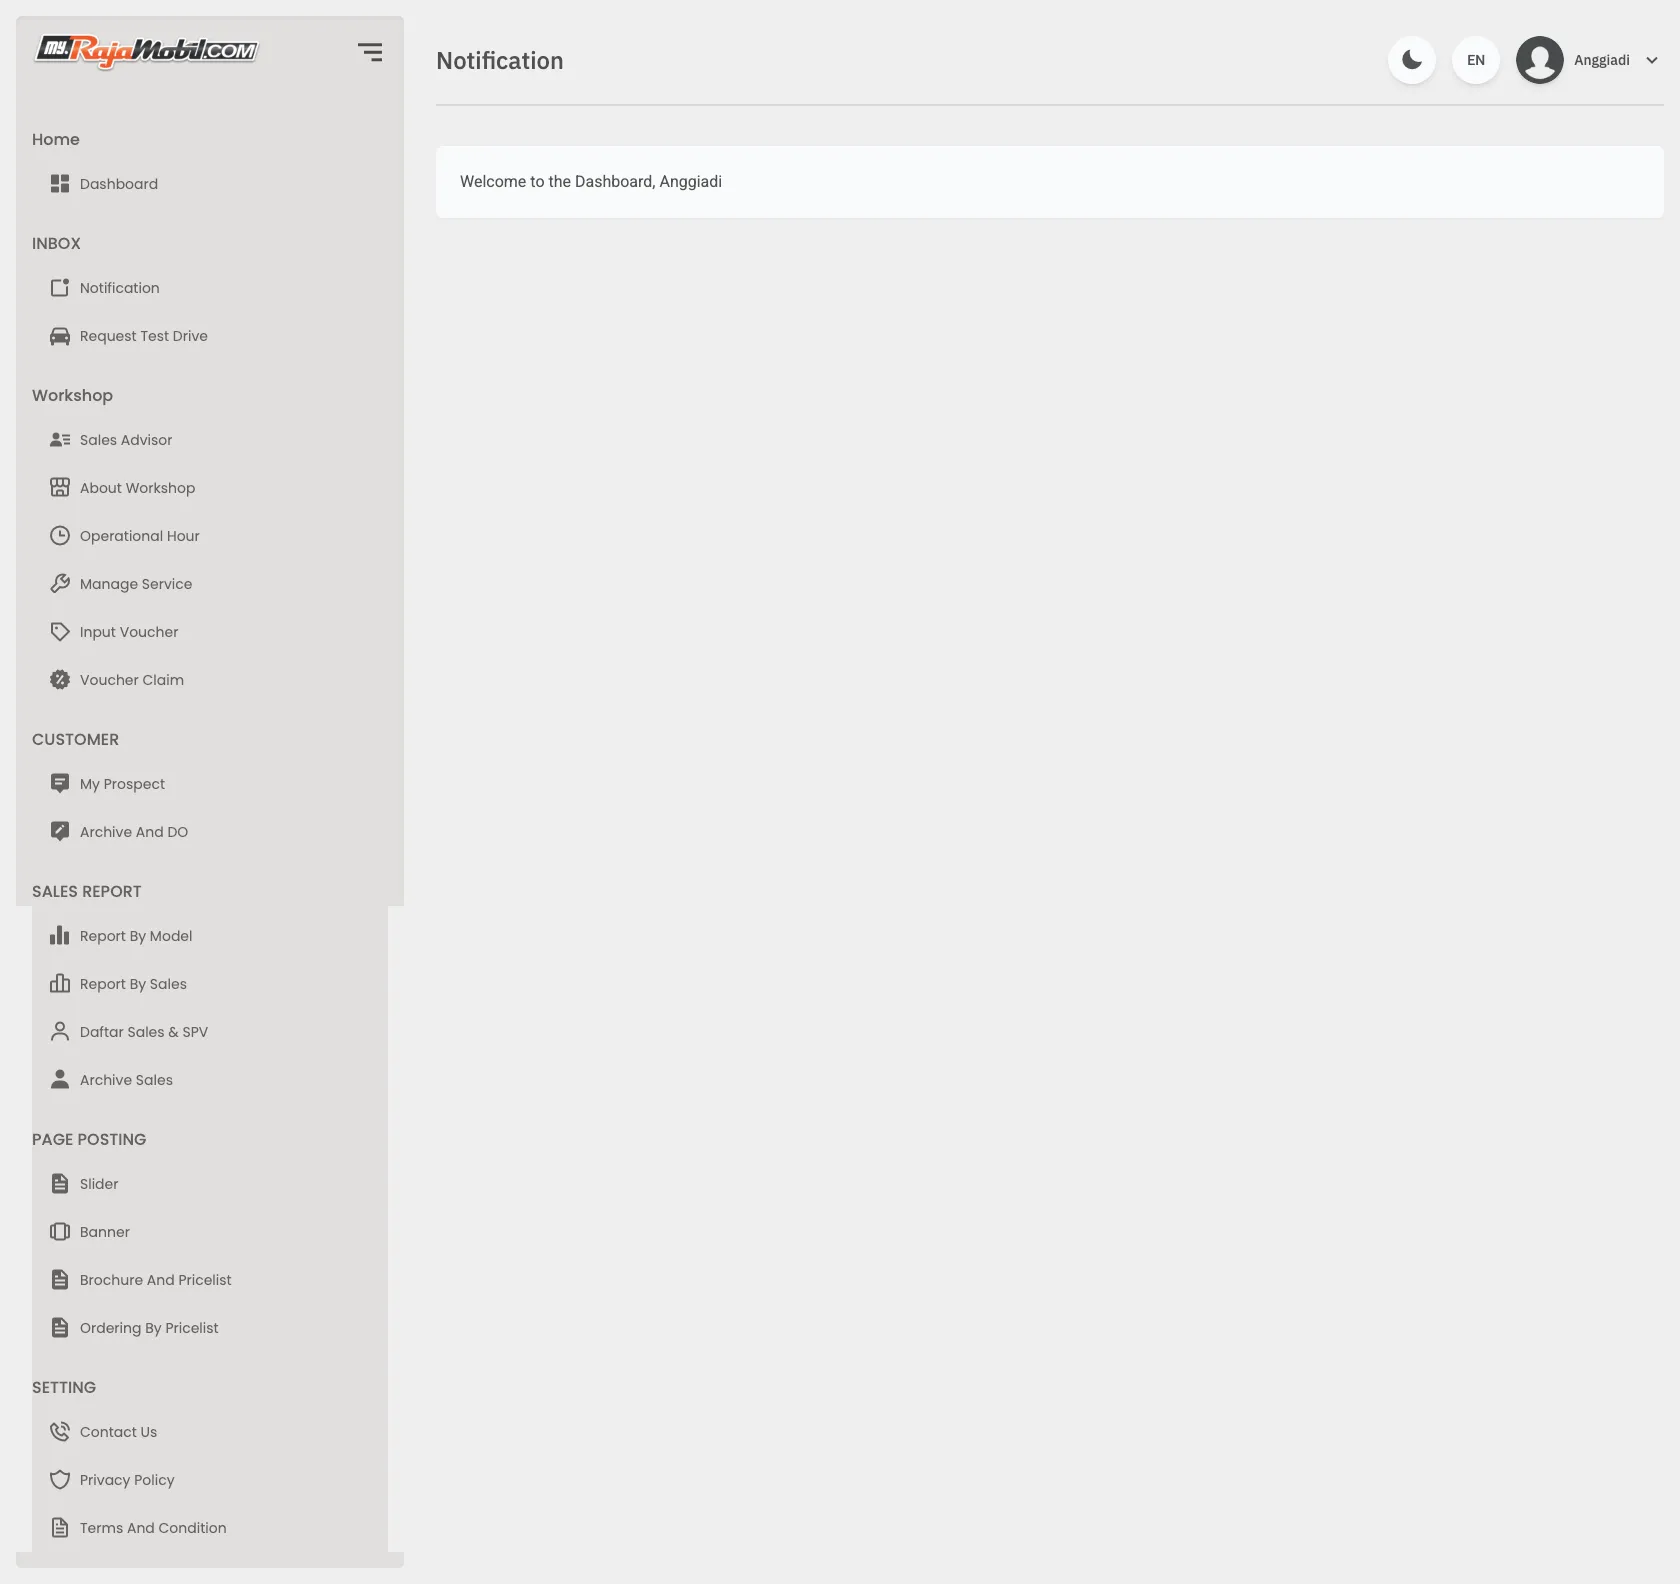 my.RajaMobil.COM
Home
Dashboard
INBOX
Notification
Request Test Drive
Workshop
Sales Advisor
About Workshop
Operational Hour
Manage Service
Input Voucher
Voucher Claim
CUSTOMER
My Prospect
Archive And DO
SALES REPORT
Report By Model
Report By Sales
Daftar Sales & SPV
Archive Sales
PAGE POSTING
Slider
Banner
Brochure And Pricelist
Ordering By Pricelist
SETTING
Contact Us
Privacy Policy
Terms And Condition
Notification
EN
Anggiadi
Welcome to the Dashboard, Anggiadi